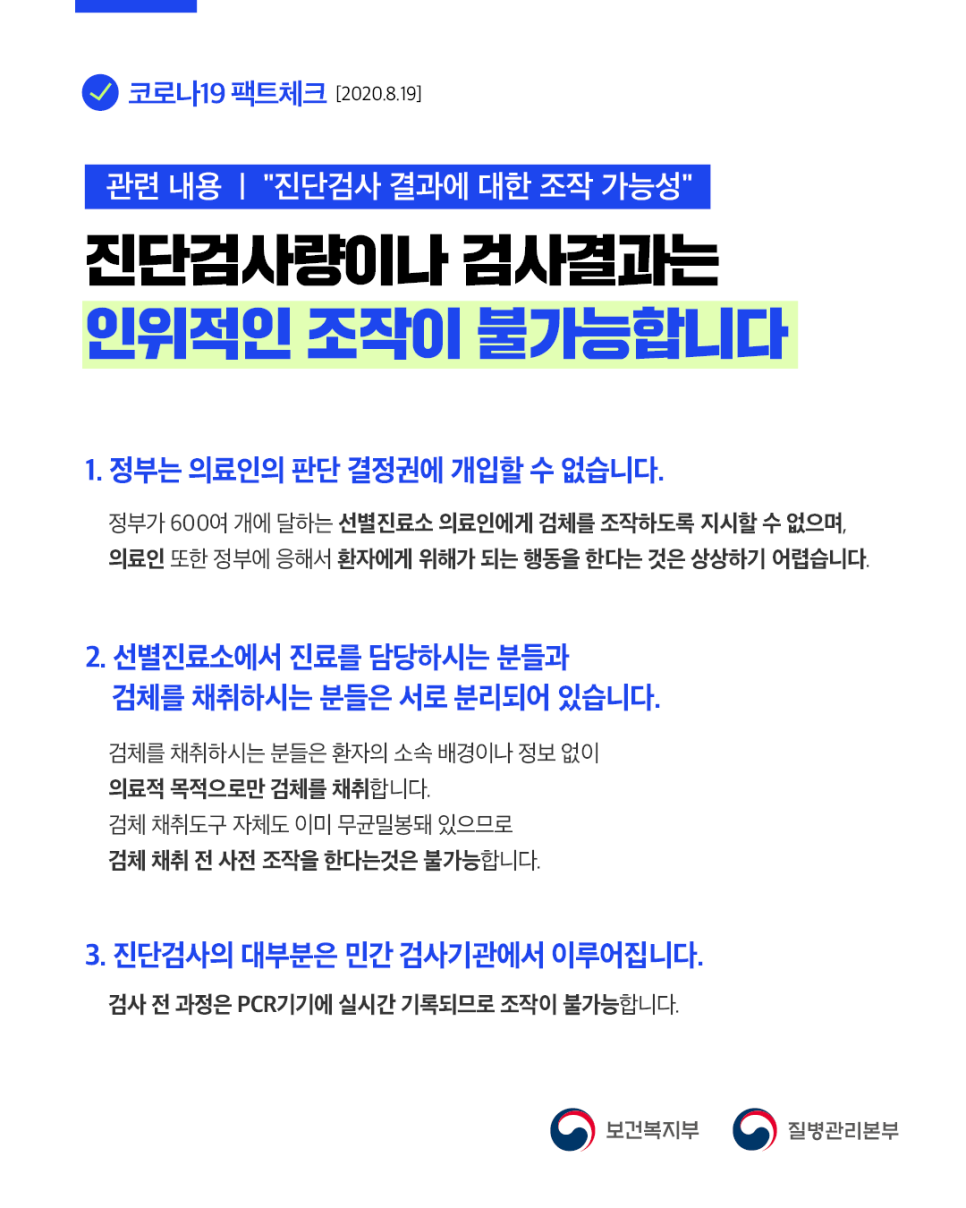 코로나19 팩트체크 [2020.8.19]
관련 내용 | "진단검사 결과에 대한 조작 가능성"
진단검사량이나 검사결과는
인위적인 조작이 불가능합니다
1. 정부는 의료인의 판단 결정권에 개입할 수 없습니다.
정부가 600여 개에 달하는 선별진료소 의료인에게 검체를 조작하도록 지시할 수 없으며,
의료인 또한 정부에 응해서 환자에게 위해가 되는 행동을 한다는 것은 상상하기 어렵습니다.
2. 선별진료소에서 진료를 담당하시는 분들과
검체를 채취하시는 분들은 서로 분리되어 있습니다.
검체를 채취하시는 분들은 환자의 소속 배경이나 정보 없이
의료적 목적으로만 검체를 채취합니다.
검체 채취도구 자체도 이미 무균밀봉돼 있으므로
검체 채취 전 사전 조작을 한다는것은 불가능합니다.
3. 진단검사의 대부분은 민간 검사기관에서 이루어집니다.
검사 전 과정은 PCR기기에 실시간 기록되므로 조작이 불가능합니다.
보건복지부 질병관리본부